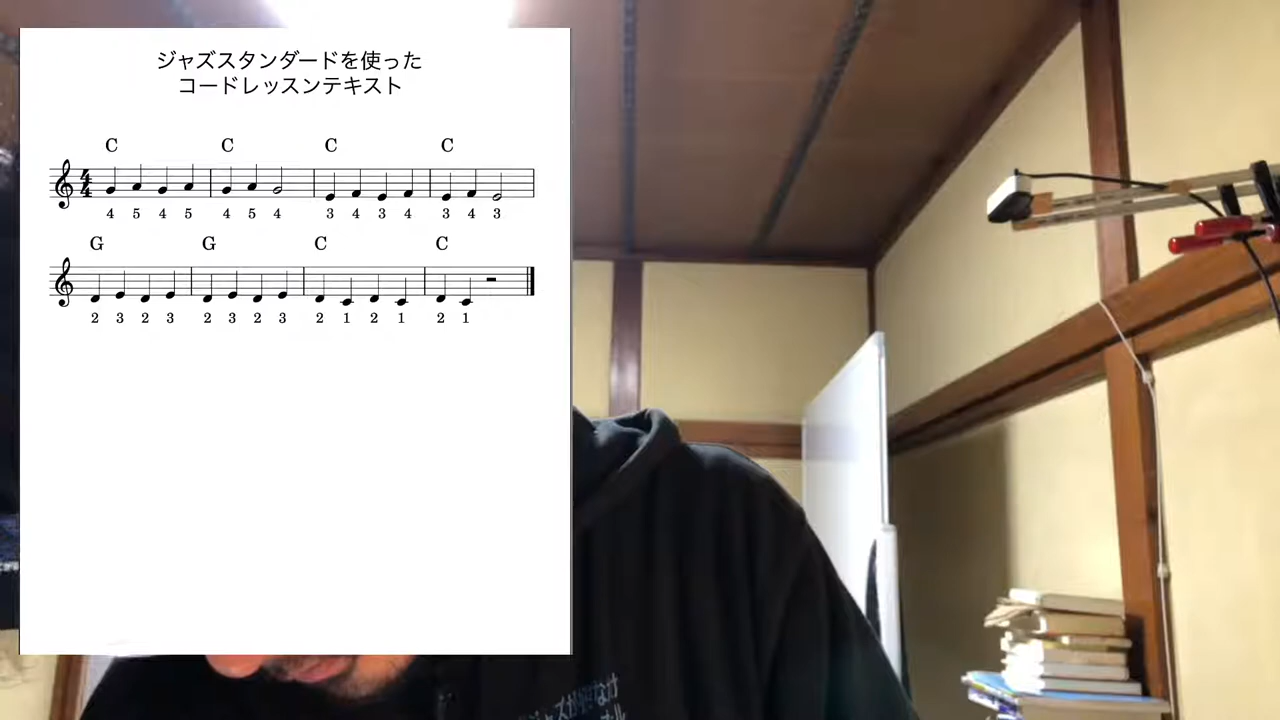 ジャズスタンダードを使った
コードレッスンテキスト
C C C C
4 5 4 5 4 5 4 3 4 3 4 3 4 3
G G C C
2 3 2 3 2 3 2 3 2 1 2 1 2 1